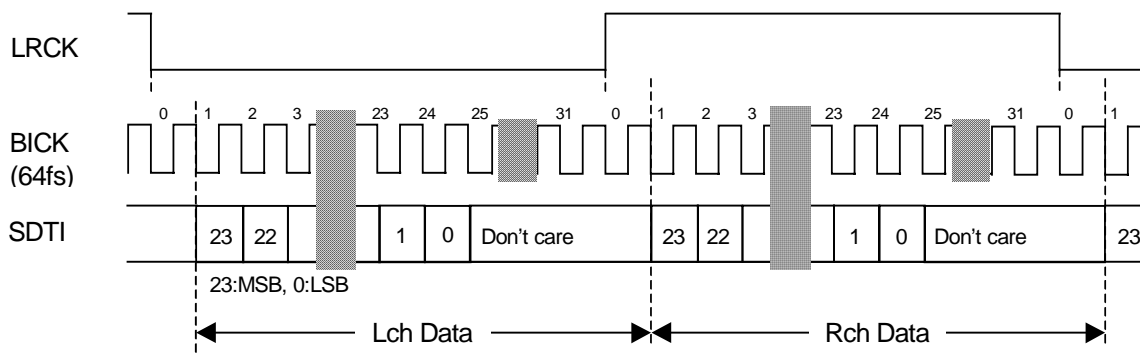 LRCK
0 1 2 3 23 24 25 31 0 1 2 3 23 24 25 31 0 1
BICK
(64fs)
SDTI 23 22 1 0 Don't care 23 22 1 0 Don't care 23
23:MSB, 0:LSB
Lch Data Rch Data